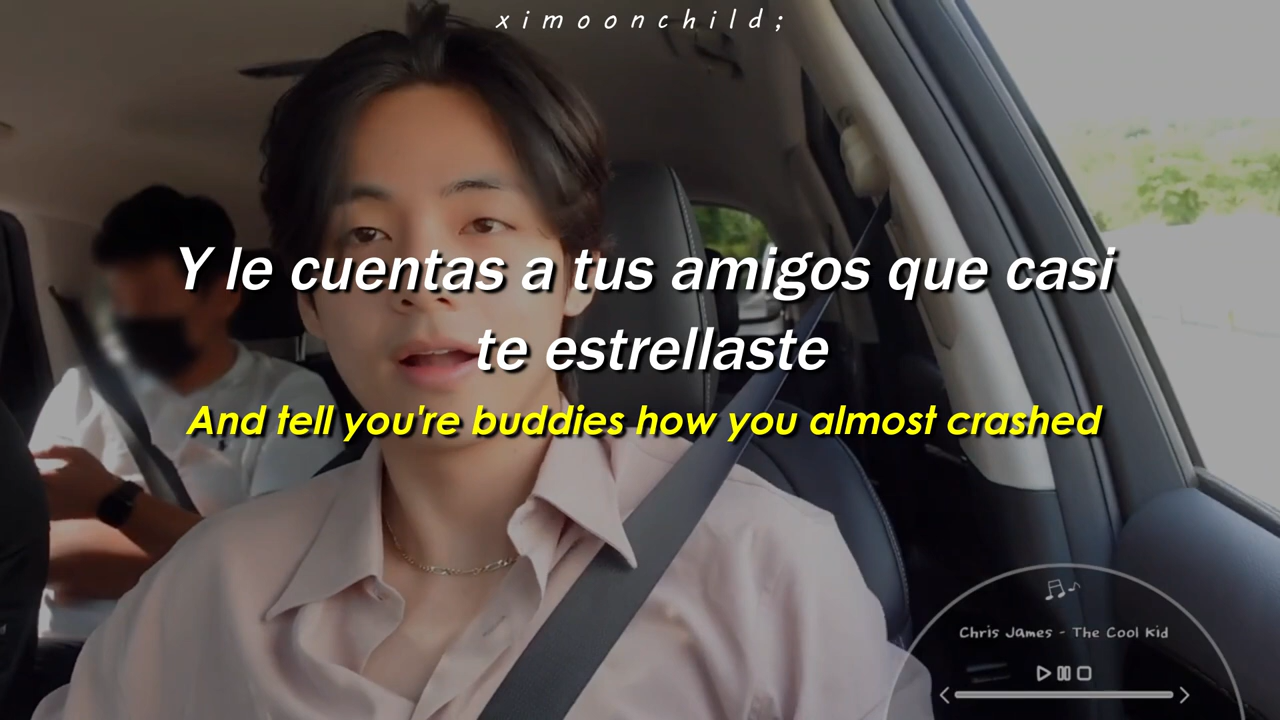 ximoonchild;
Y le cuentas a tus amigos que casi
te estrellaste
And tell you're buddies how you almost crashed
Chris James - The Cool Kid